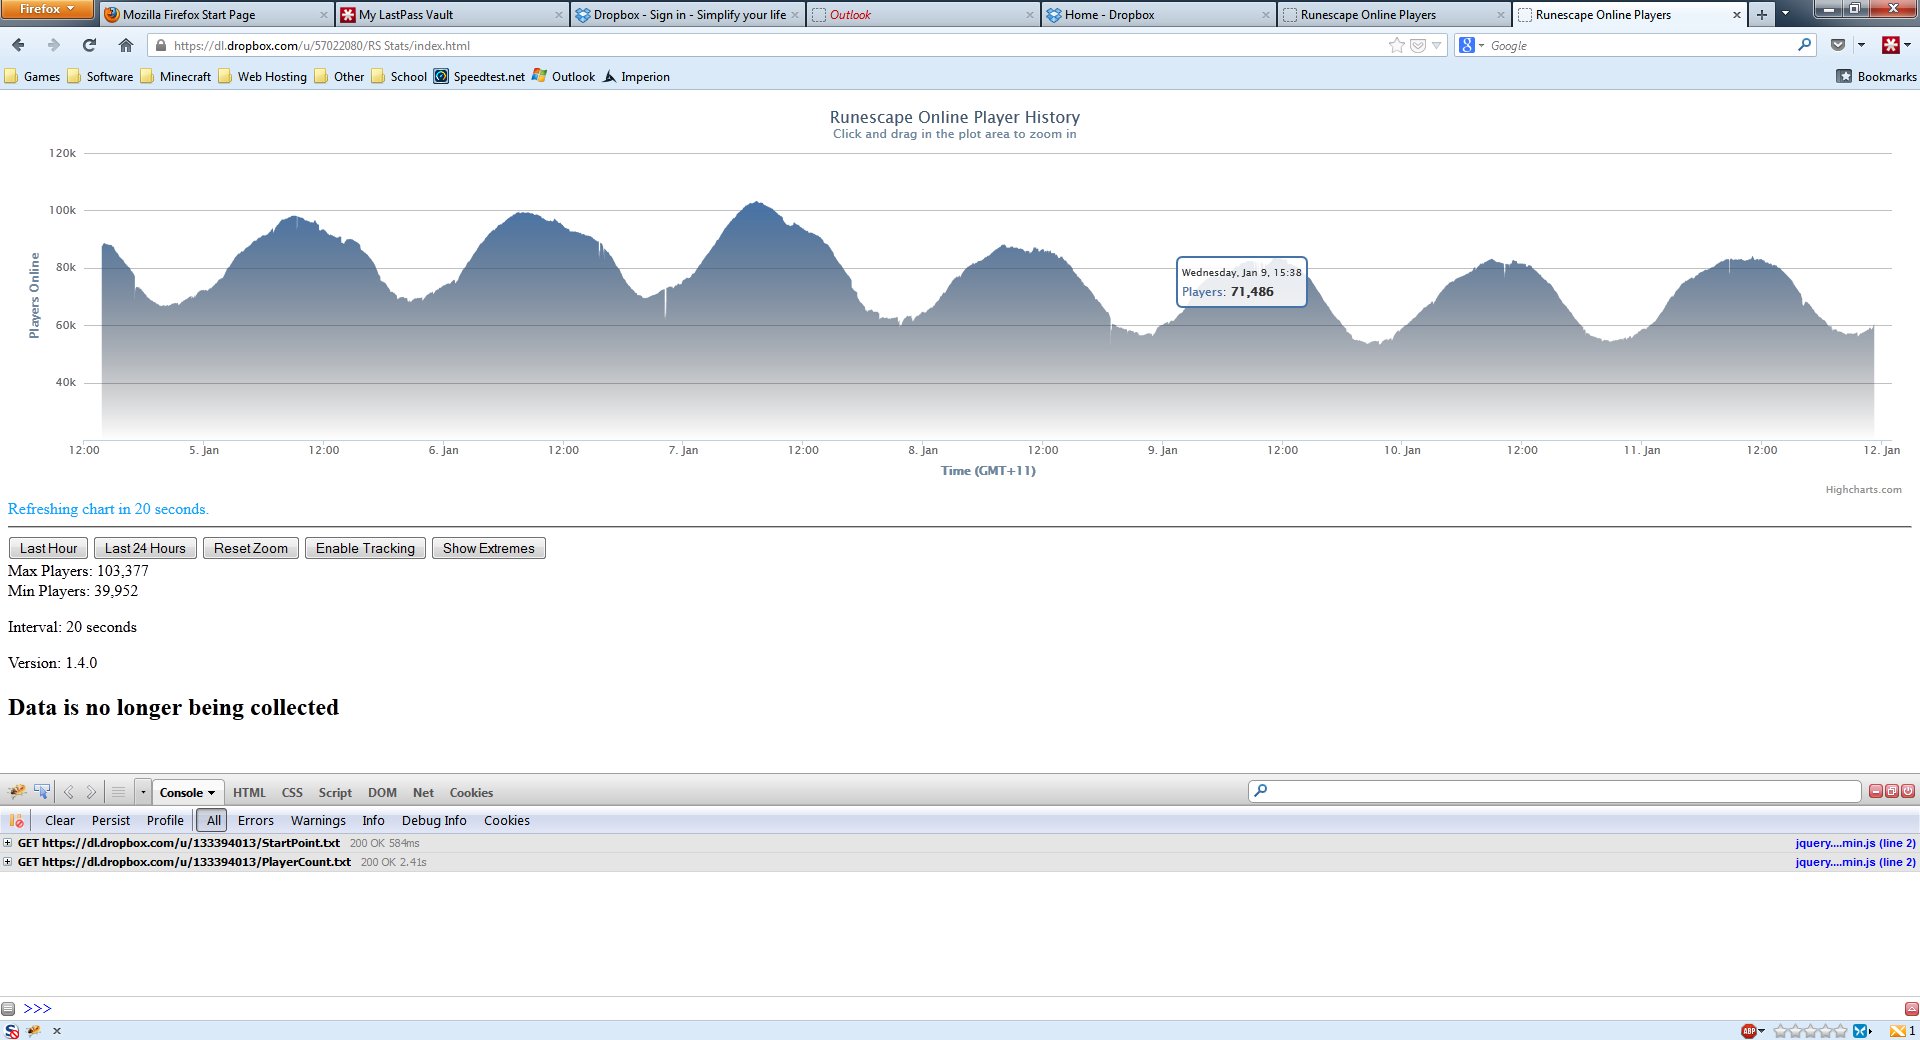 Firefox
Mozilla Firefox Start Page
My LastPass Vault
Dropbox - Sign in - Simplify your life
Outlook
Home - Dropbox
Runescape Online Players
Runescape Online Players
https://dl.dropbox.com/u/57022080/RS Stats/index.html
Google
Games
Software
Minecraft
Web Hosting
Other
School
Speedtest.net
Outlook
Imperion
Bookmarks
Runescape Online Player History
Click and drag in the plot area to zoom in
Players Online
120k
100k
80k
60k
40k
Wednesday, Jan 9, 15:38
Players: 71,486
12:00 5. Jan 12:00 6. Jan 12:00 7. Jan 12:00 8. Jan 12:00 9. Jan 12:00 10. Jan 12:00 11. Jan 12:00 12. Jan
Time (GMT+11)
Highcharts.com
Refreshing chart in 20 seconds.
Last Hour
Last 24 Hours
Reset Zoom
Enable Tracking
Show Extremes
Max Players: 103,377
Min Players: 39,952
Interval: 20 seconds
Version: 1.4.0
Data is no longer being collected
Console HTML CSS Script DOM Net Cookies
Clear Persist Profile All Errors Warnings Info Debug Info Cookies
GET https://dl.dropbox.com/u/133394013/StartPoint.txt 200 OK 584ms jquery....min.js (line 2)
GET https://dl.dropbox.com/u/133394013/PlayerCount.txt 200 OK 2.41s jquery....min.js (line 2)
>>>
ABP
1